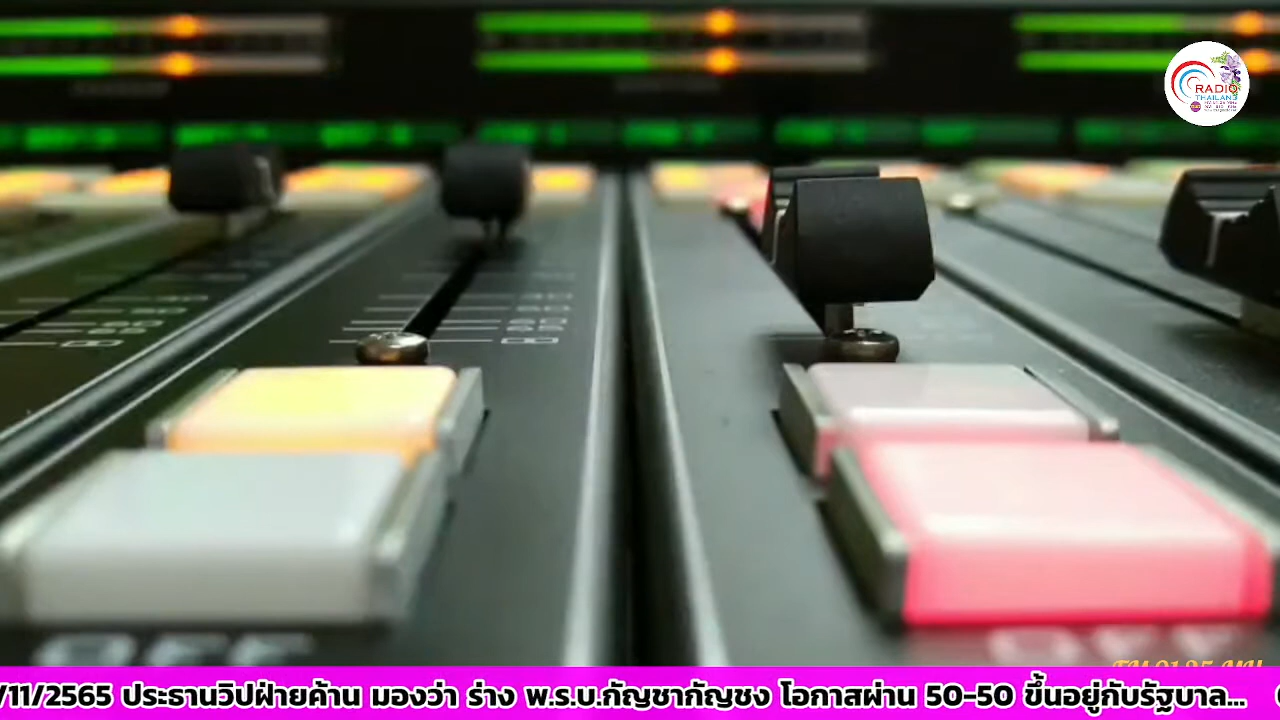 RADIO
THAILAND
OFF
OFF
/11/2565 ประธานวิปฝ่ายค้าน มองว่า ร่าง พ.ร.บ.กัญชากัญชง โอกาสผ่าน 50-50 ขึ้นอยู่กับรัฐบาล...